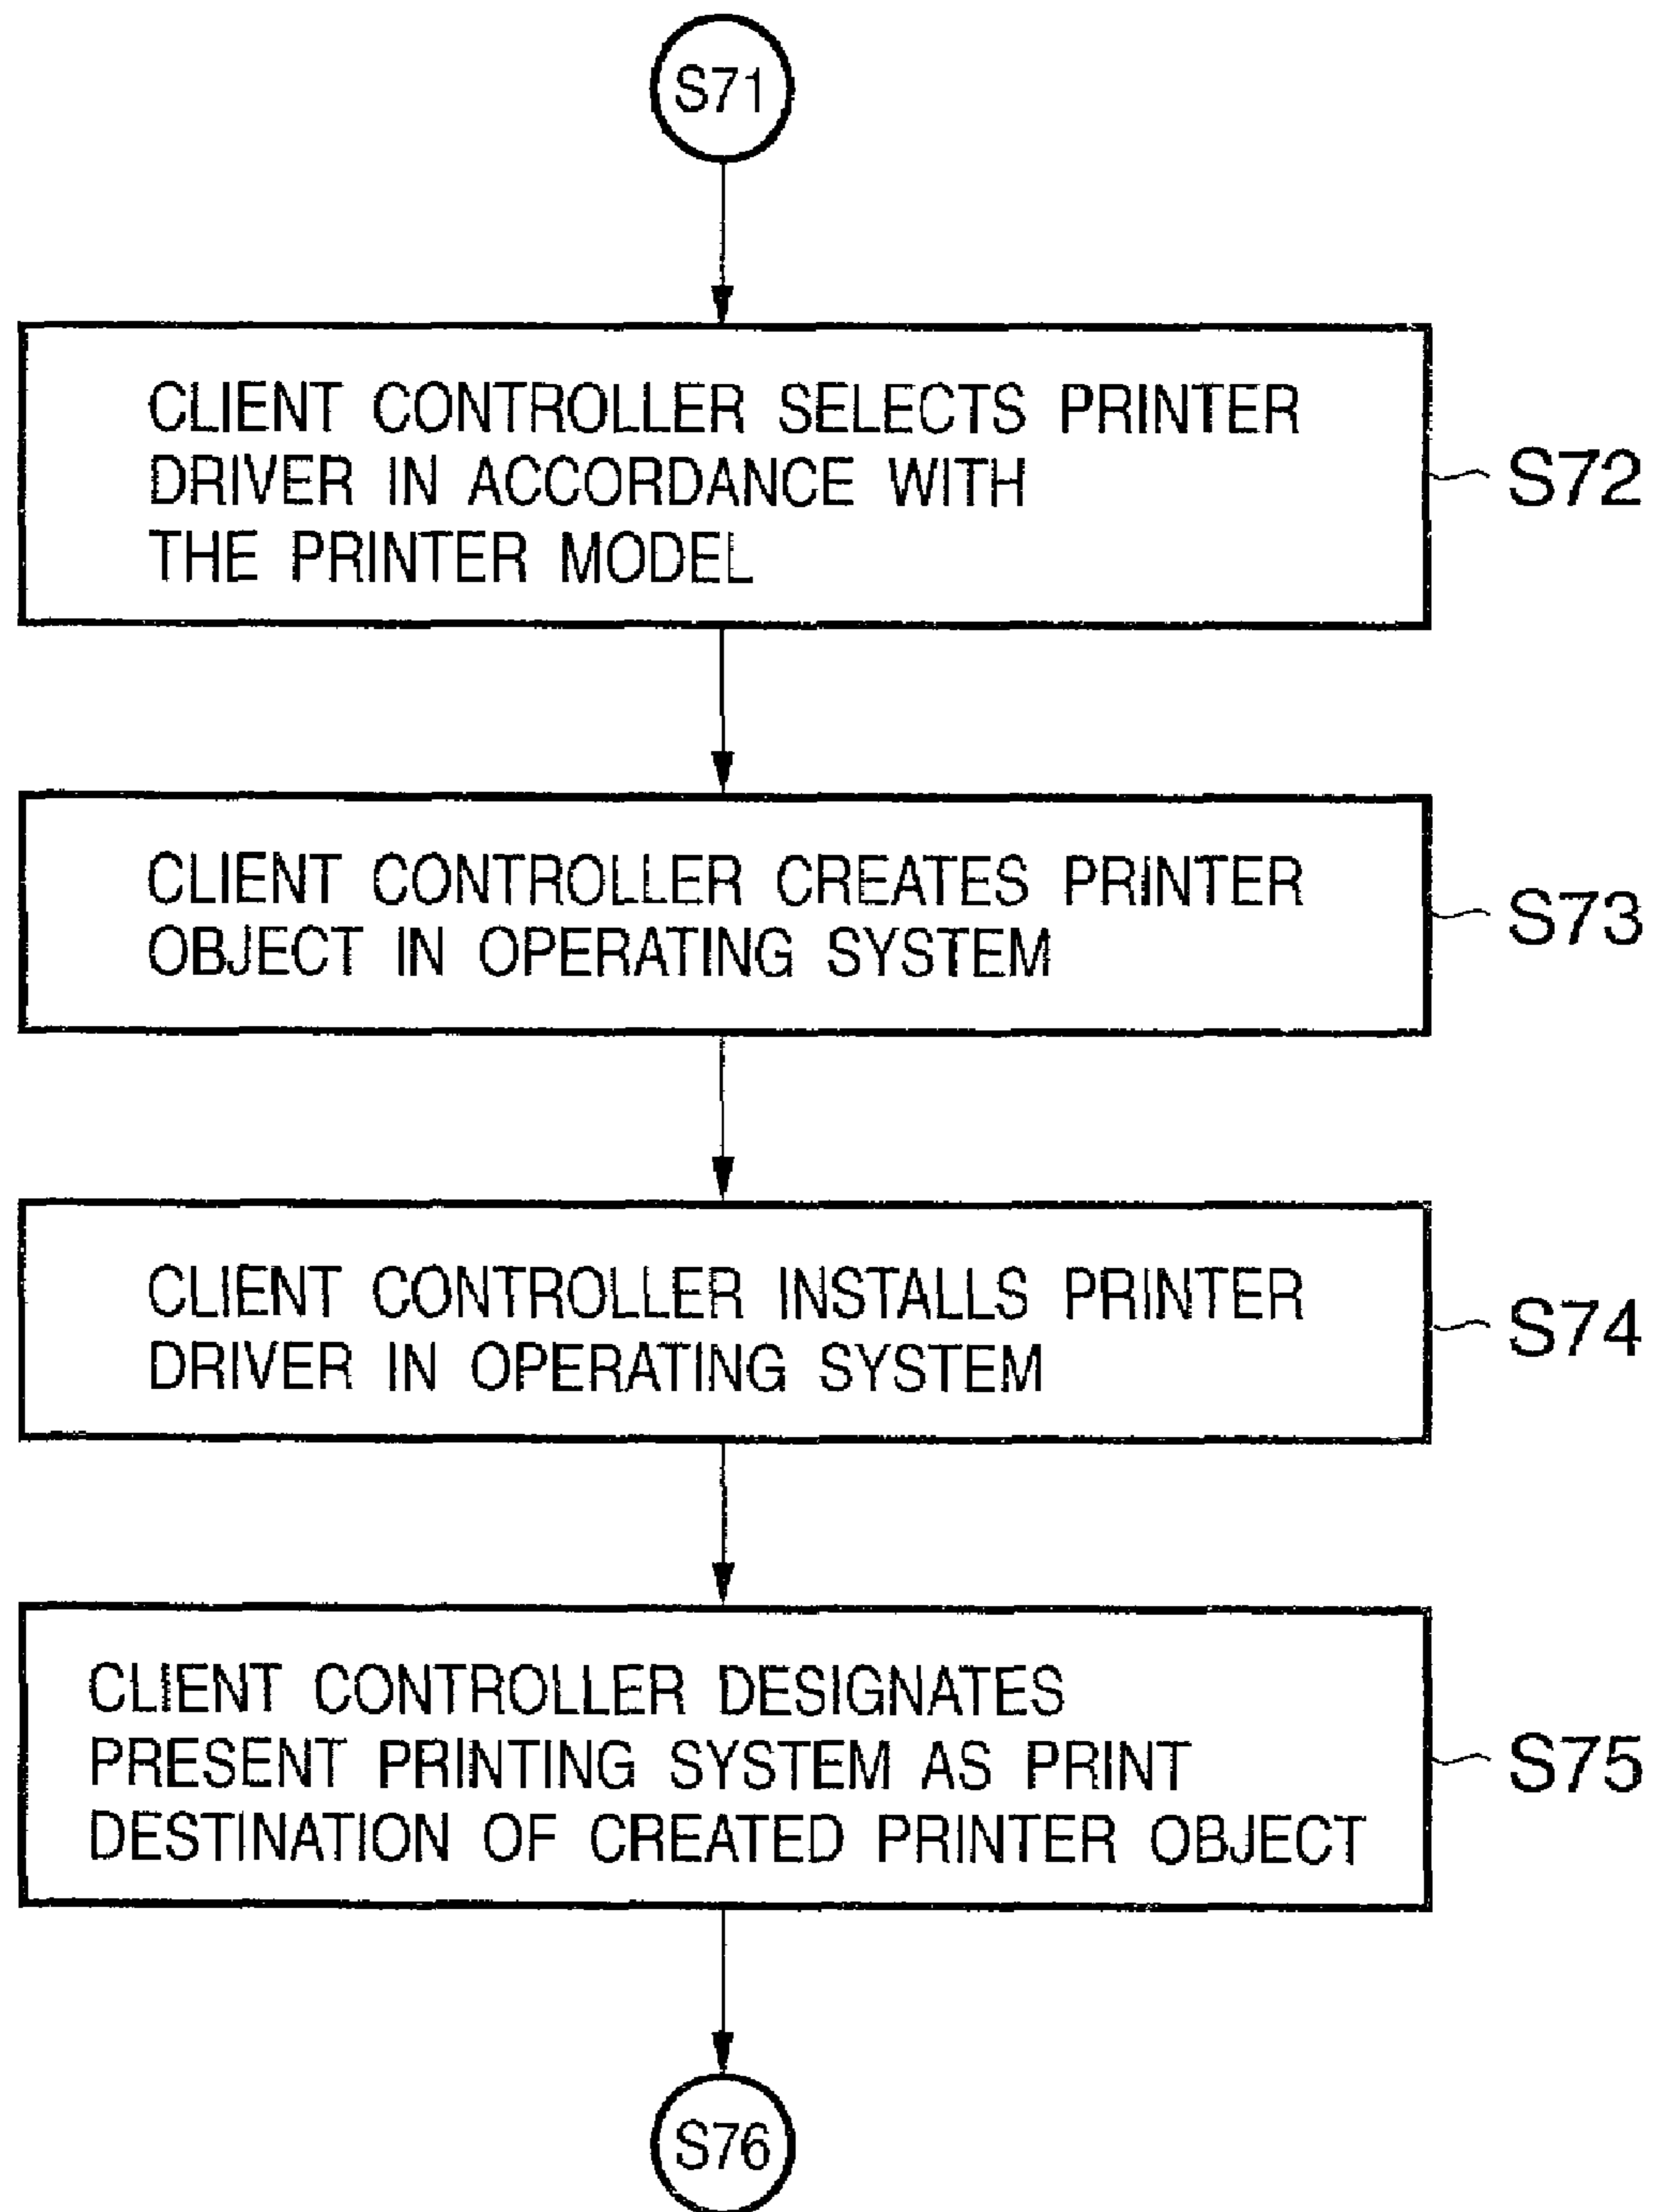 S71
CLIENT CONTROLLER SELECTS PRINTER
DRIVER IN ACCORDANCE WITH
THE PRINTER MODEL
S72
CLIENT CONTROLLER CREATES PRINTER
OBJECT IN OPERATING SYSTEM
S73
CLIENT CONTROLLER INSTALLS PRINTER
DRIVER IN OPERATING SYSTEM
S74
CLIENT CONTROLLER DESIGNATES
PRESENT PRINTING SYSTEM AS PRINT
DESTINATION OF CREATED PRINTER OBJECT
S75
S76